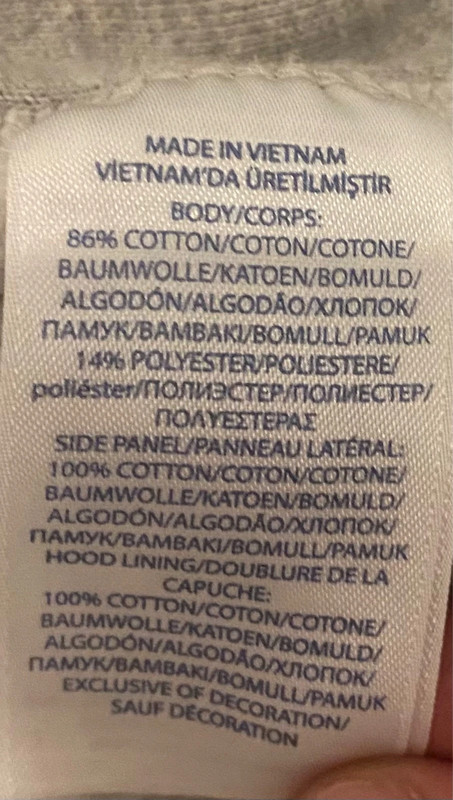 MADE IN VIETNAM
VİETNAM'DA ÜRETİLMİŞTİR
BODY/CORPS:
86% COTTON/COTON/COTONE/
BAUMWOLLE/KATOEN/BOMULD/
ALGODÓN/ALGODÃO/ХЛОПОК/
ПАМУК/BAMBAKI/BOMULL/PAMUK
14% POLYESTER/POLIESTERE/
poliéster/ПОЛИЭСТЕР/ПОЛИЕСТЕР/
ΠΟΛΥΕΣΤΕΡΑΣ
SIDE PANEL/PANNEAU LATÉRAL:
100% COTTON/COTON/COTONE/
BAUMWOLLE/KATOEN/BOMULD/
ALGODÓN/ALGODÃO/ХЛОПОК/
ПАМУК/BAMBAKI/BOMULL/PAMUK
HOOD LINING/DOUBLURE DE LA
CAPUCHE:
100% COTTON/COTON/COTONE/
BAUMWOLLE/KATOEN/BOMULD/
ALGODÓN/ALGODÃO/ХЛОПОК/
ПАМУК/BAMBAKI/BOMULL/PAMUK
EXCLUSIVE OF DECORATION/
SAUF DÉCORATION